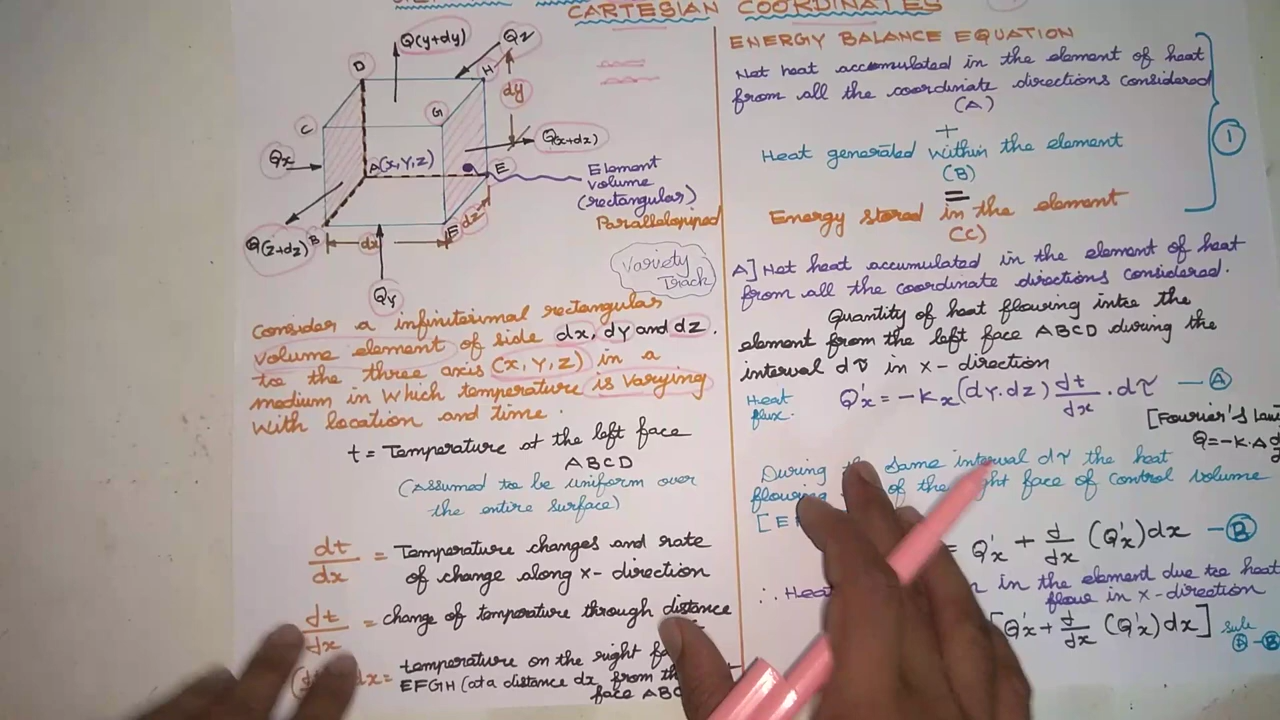 CARTESIAN COORDINATES
Q(y+dy)
Qz
D
H
dy
C
G
Q(x+dx)
Qx
A(x,Y,z)
E
Element
volume
(rectangular)
Parallelopiped
dz
Q(z+dz)
B
dx
F
Qy
Variety
Track
Consider a infiniterimal rectangular
volume element of side dx, dy and dz.
to the three axis (x, Y, z) in a
medium in which temperature is varying
with location and time.
t = Temperature at the left face
ABCD
(Assumed to be uniform over
the entire surface)
dt/dx = Temperature changes and rate
of change along x-direction
dt/dx = change of temperature through distance
dx = temperature on the right
EFGH (at a distance dx from
face
ENERGY BALANCE EQUATION
Net heat accumulated in the element of heat
from all the coordinate directions considered
(A)
+
Heat generated within the element
(B)
=
Energy stored in the element
(C)
1
A] Net heat accumulated in the element of heat
from all the coordinate directions considered.
Quantity of heat flowing intoe the
element from the left face ABCD during the
interval dτ in x-direction
Heat
flux.
Q'x = -Kx(dy.dz) dt/dx . dτ — A
[Fourier's Law
Q=-K.A
During same interval dτ the heat
flowing of the face of control volume
= Q'x + d/dx (Q'x)dx — B
∴ in the element due toe heat
flow in x-direction
[Q'x + d/dx (Q'x)dx] sub
A - B